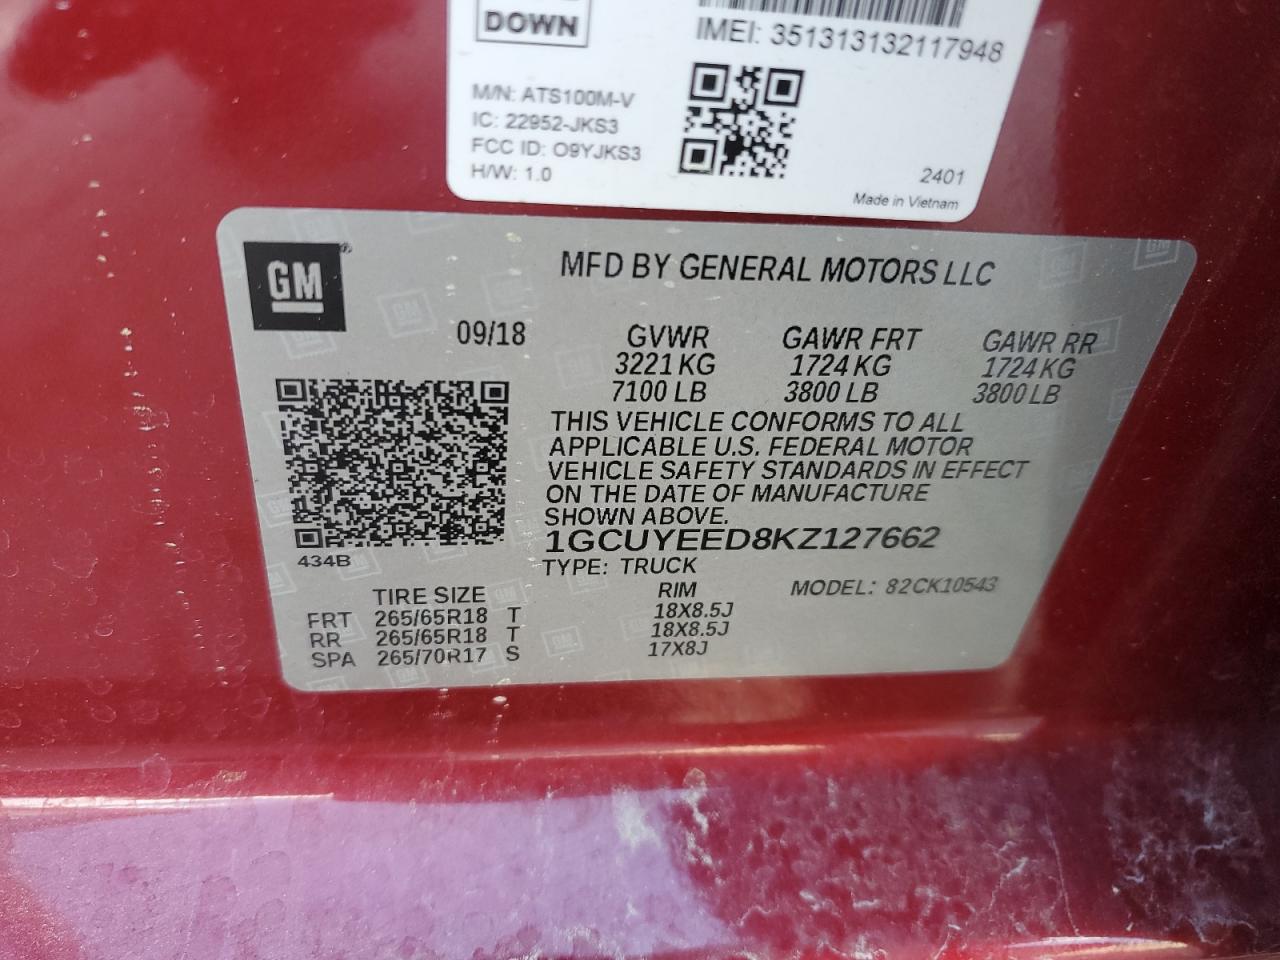 DOWN
IMEI: 351313132117948
M/N: ATS100M-V
IC: 22952-JKS3
FCC ID: O9YJKS3
H/W: 1.0
2401
Made in Vietnam
GM®
MFD BY GENERAL MOTORS LLC
09/18 GVWR GAWR FRT GAWR RR
3221 KG 1724 KG 1724 KG
7100 LB 3800 LB 3800 LB
THIS VEHICLE CONFORMS TO ALL
APPLICABLE U.S. FEDERAL MOTOR
VEHICLE SAFETY STANDARDS IN EFFECT
ON THE DATE OF MANUFACTURE
SHOWN ABOVE.
1GCUYEED8KZ127662
434B
TYPE: TRUCK MODEL: 82CK10543
TIRE SIZE RIM
FRT 265/65R18 T 18X8.5J
RR 265/65R18 T 18X8.5J
SPA 265/70R17 S 17X8J